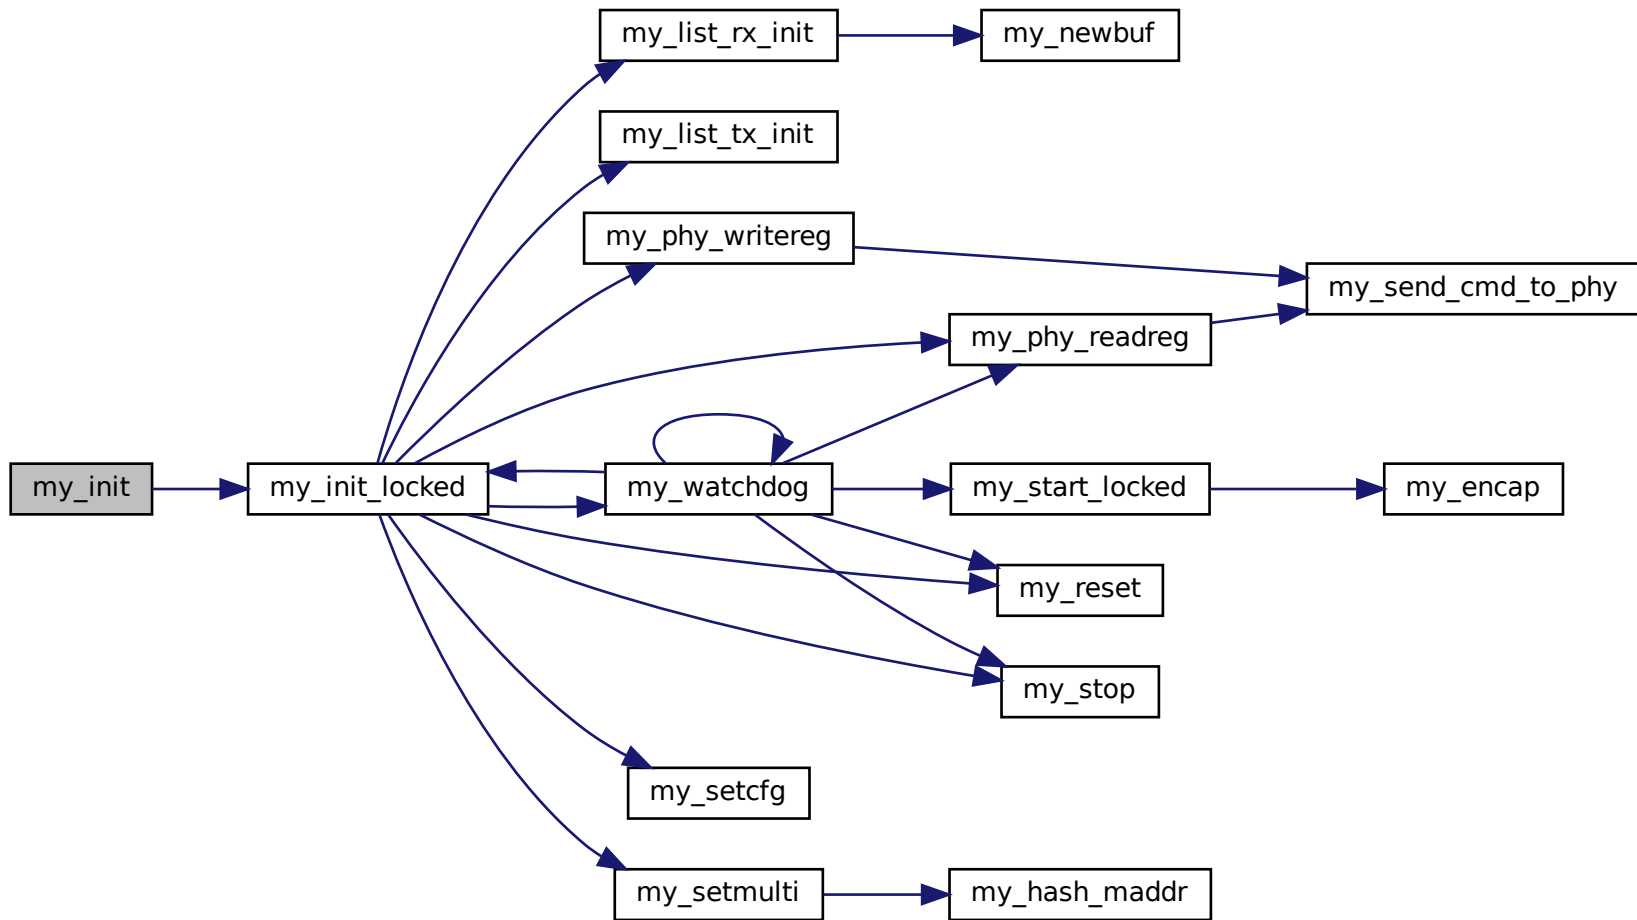 my_list_rx_init
my_newbuf
my_list_tx_init
my_phy_writereg
my_send_cmd_to_phy
my_phy_readreg
my_init
my_init_locked
my_watchdog
my_start_locked
my_encap
my_reset
my_stop
my_setcfg
my_setmulti
my_hash_maddr